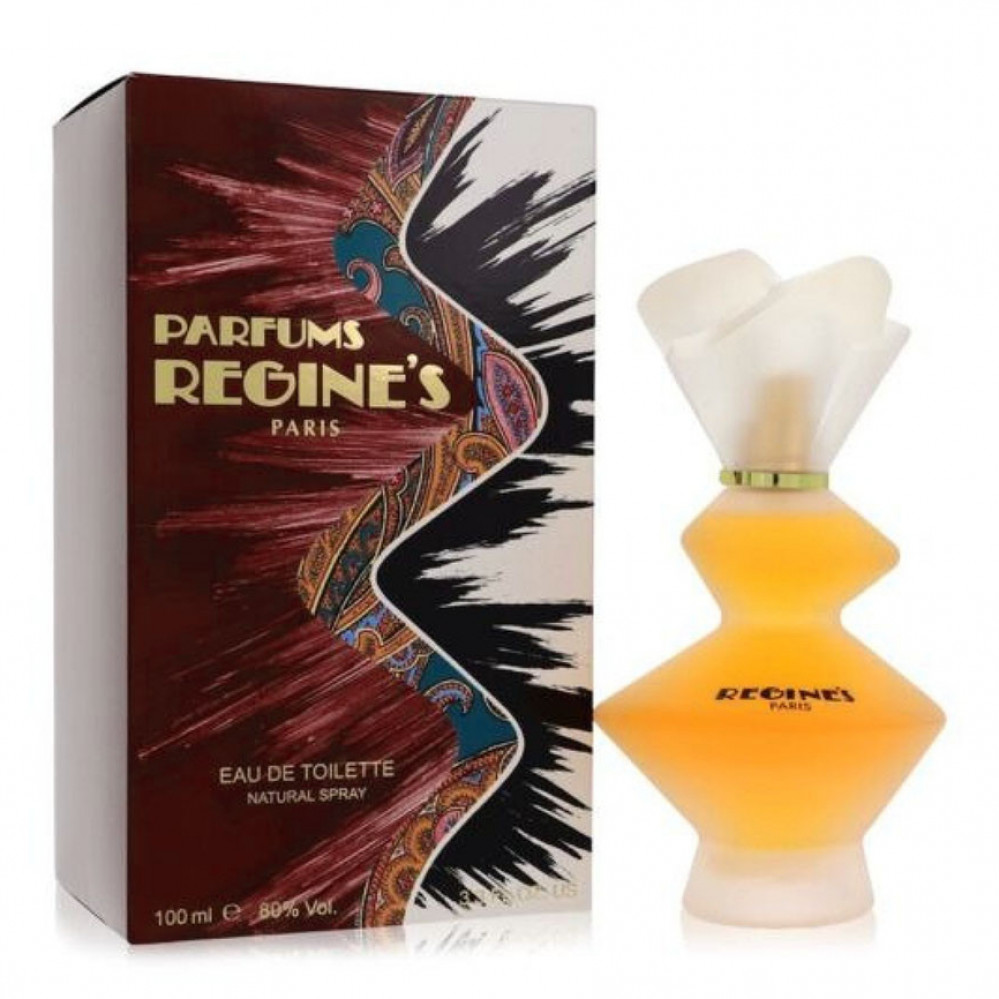 PARFUMS
REGINE'S
PARIS
EAU DE TOILETTE
NATURAL SPRAY
100 ml e 80% Vol.
REGINE'S
PARIS